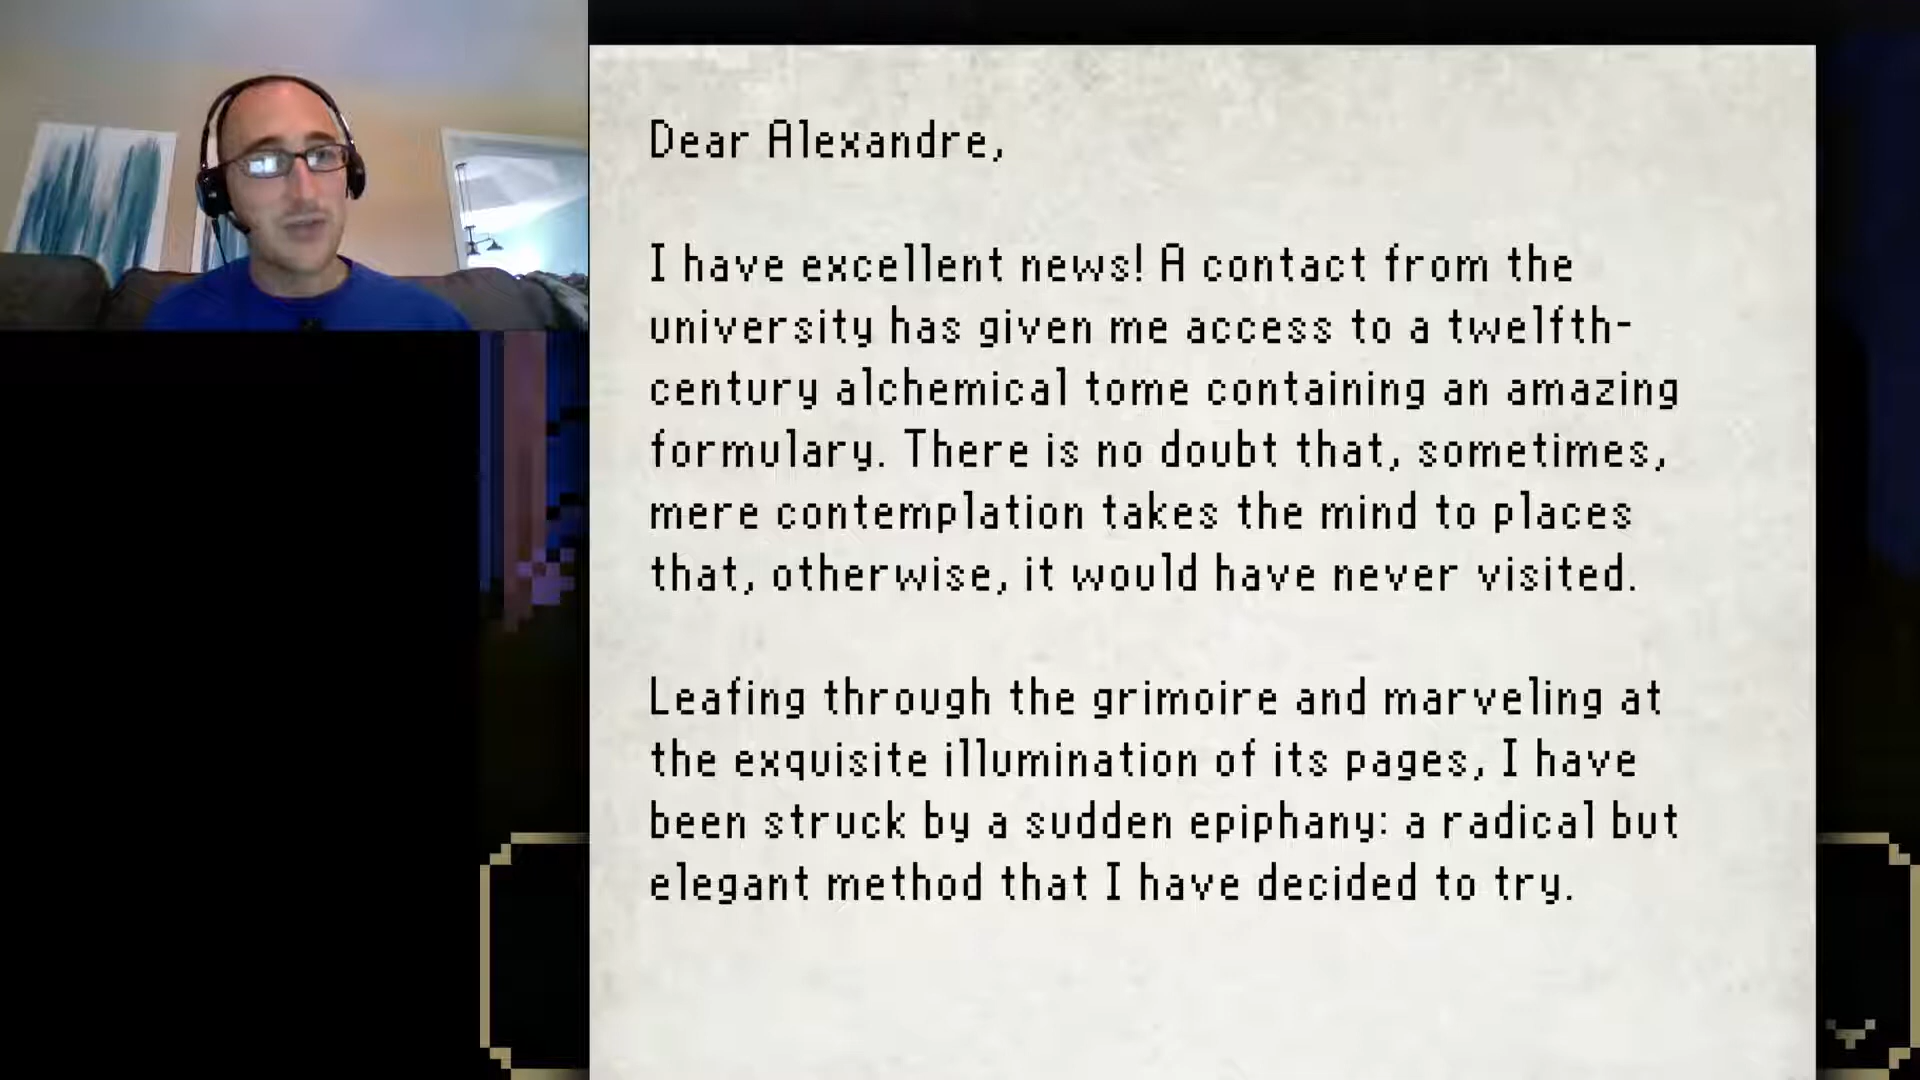 Dear Alexandre,
I have excellent news! A contact from the
university has given me access to a twelfth-
century alchemical tome containing an amazing
formulary. There is no doubt that, sometimes,
mere contemplation takes the mind to places
that, otherwise, it would have never visited.
Leafing through the grimoire and marveling at
the exquisite illumination of its pages, I have
been struck by a sudden epiphany: a radical but
elegant method that I have decided to try.